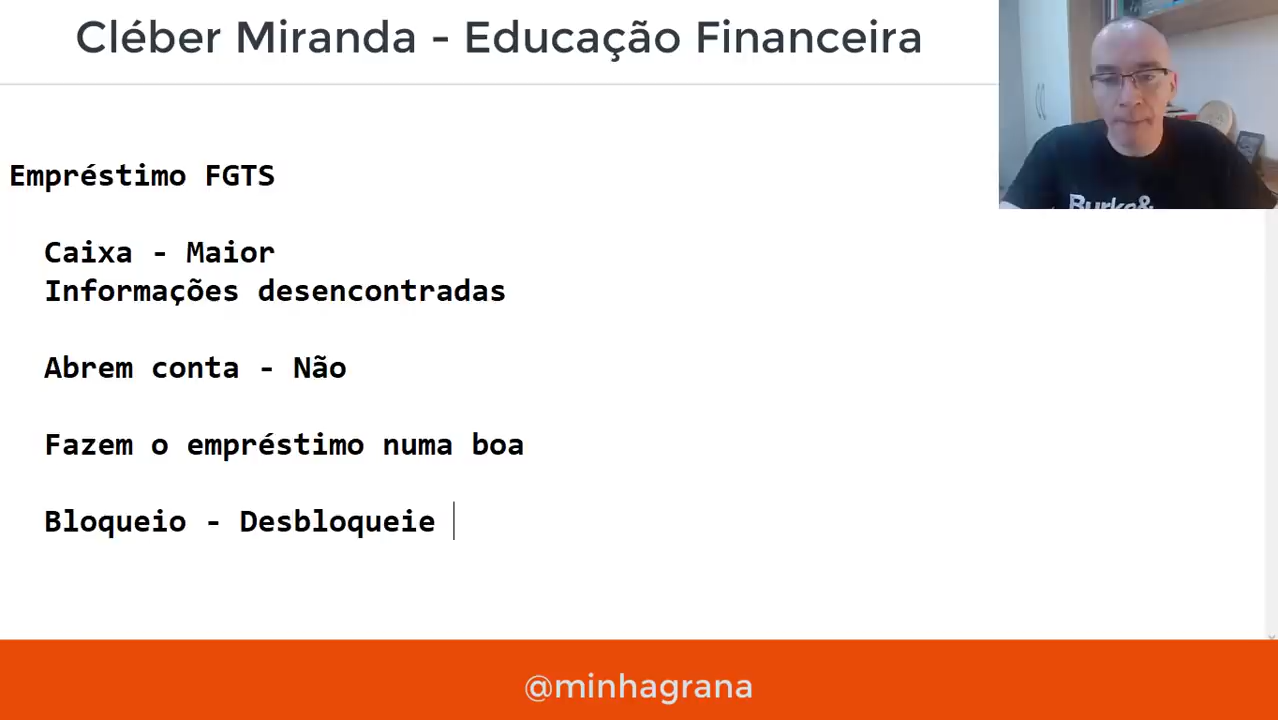 Cléber Miranda - Educação Financeira
Empréstimo FGTS
Caixa - Maior
Informações desencontradas
Abrem conta - Não
Fazem o empréstimo numa boa
Bloqueio - Desbloqueie
Burke&
@minhagrana